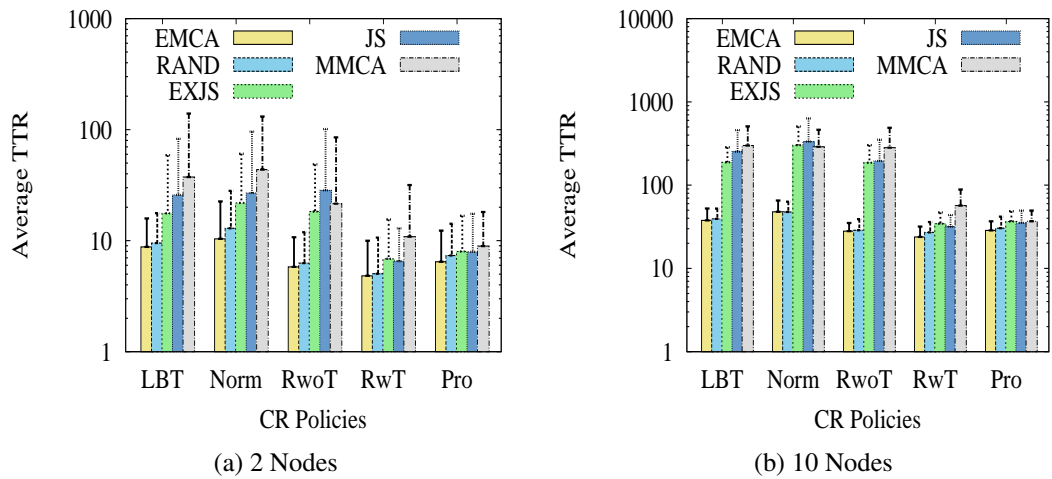 Average TTR
1000
100
10
1
EMCA
RAND
EXJS
JS
MMCA
LBT Norm RwoT RwT Pro
CR Policies
(a) 2 Nodes
Average TTR
10000
1000
100
10
1
EMCA
RAND
EXJS
JS
MMCA
LBT Norm RwoT RwT Pro
CR Policies
(b) 10 Nodes